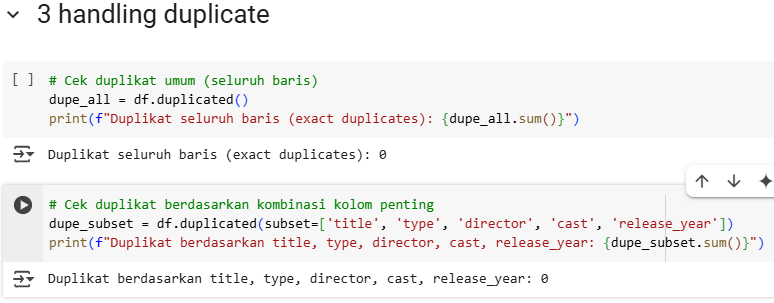 3 handling duplicate
[ ] # Cek duplikat umum (seluruh baris)
dupe_all = df.duplicated()
print(f"Duplikat seluruh baris (exact duplicates): {dupe_all.sum()}")
Duplikat seluruh baris (exact duplicates): 0
# Cek duplikat berdasarkan kombinasi kolom penting
dupe_subset = df.duplicated(subset=['title', 'type', 'director', 'cast', 'release_year'])
print(f"Duplikat berdasarkan title, type, director, cast, release_year: {dupe_subset.sum()}")
Duplikat berdasarkan title, type, director, cast, release_year: 0